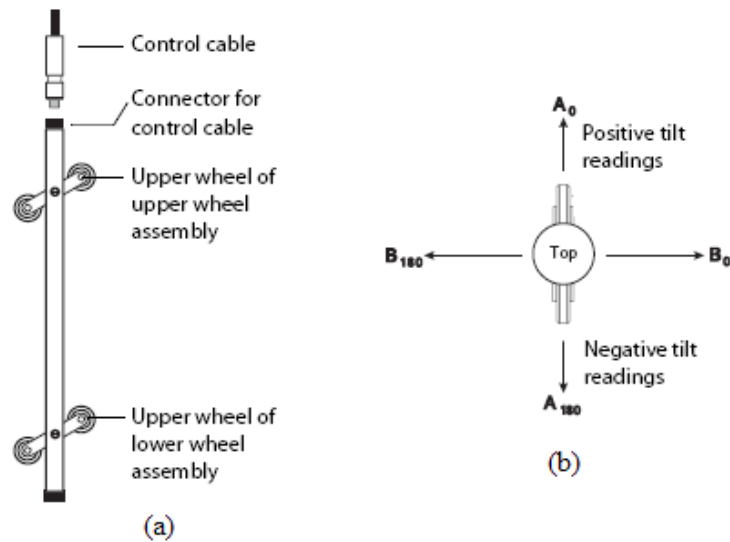 Control cable
Connector for
control cable
Upper wheel of
upper wheel
assembly
Upper wheel of
lower wheel
assembly
(a)
A0
Positive tilt
readings
B180
Top
B0
Negative tilt
readings
A180
(b)